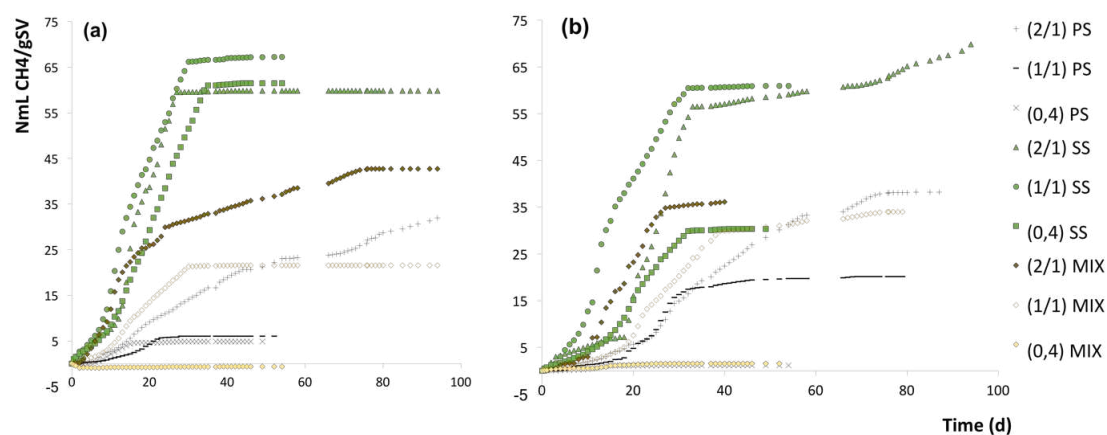 (a)
NmL CH4/gSV
75
65
55
45
35
25
15
5
-5
0
20
40
60
80
100
(b)
75
65
55
45
35
25
15
5
-5
0
20
40
60
80
100
Time (d)
(2/1) PS
(1/1) PS
(0,4) PS
(2/1) SS
(1/1) SS
(0,4) SS
(2/1) MIX
(1/1) MIX
(0,4) MIX